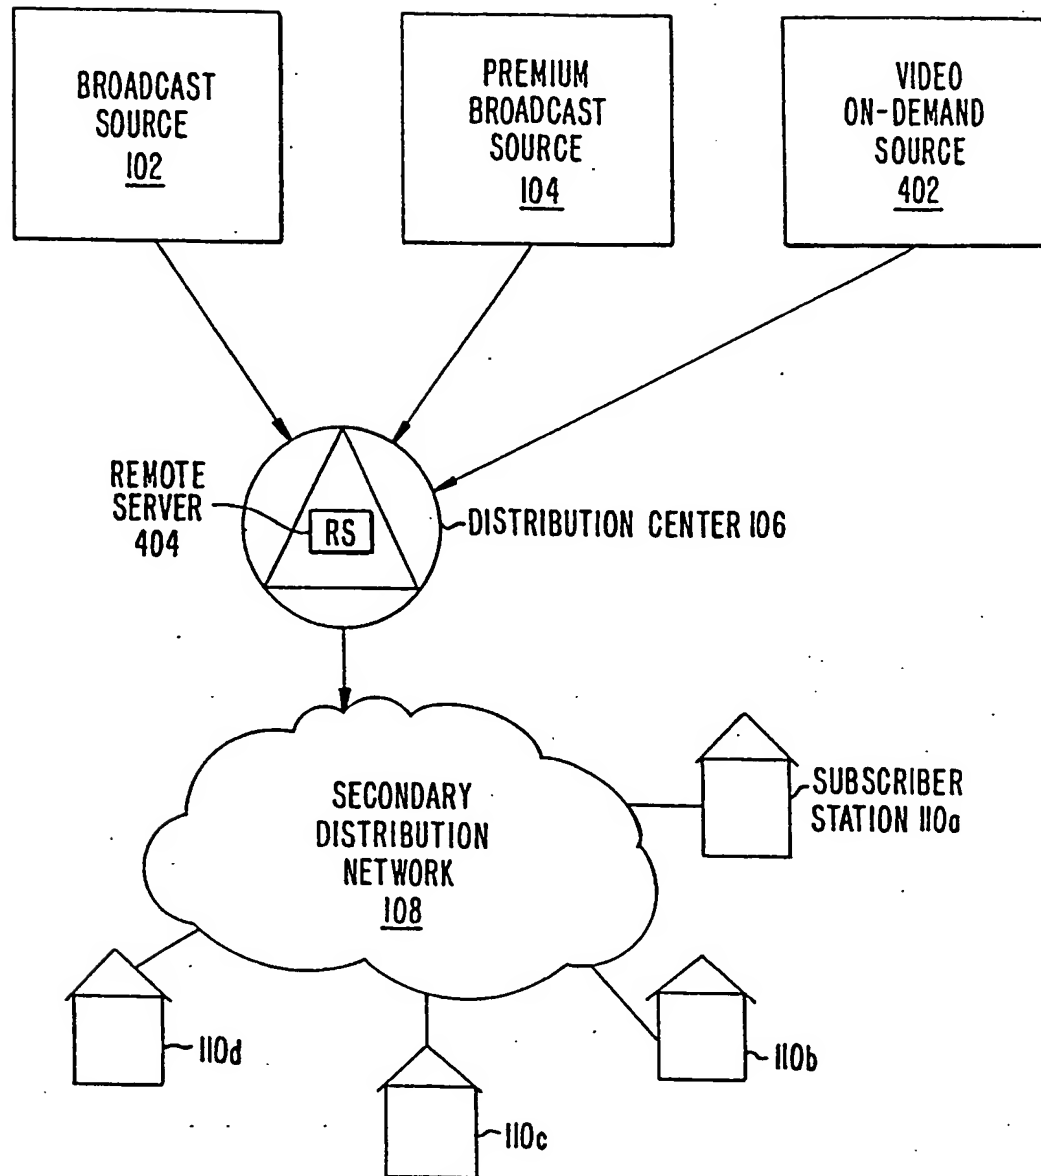 BROADCAST
SOURCE
102
PREMIUM
BROADCAST
SOURCE
104
VIDEO
ON-DEMAND
SOURCE
402
REMOTE
SERVER
404
RS
DISTRIBUTION CENTER 106
SECONDARY
DISTRIBUTION
NETWORK
108
SUBSCRIBER
STATION 110a
110d
110b
110c